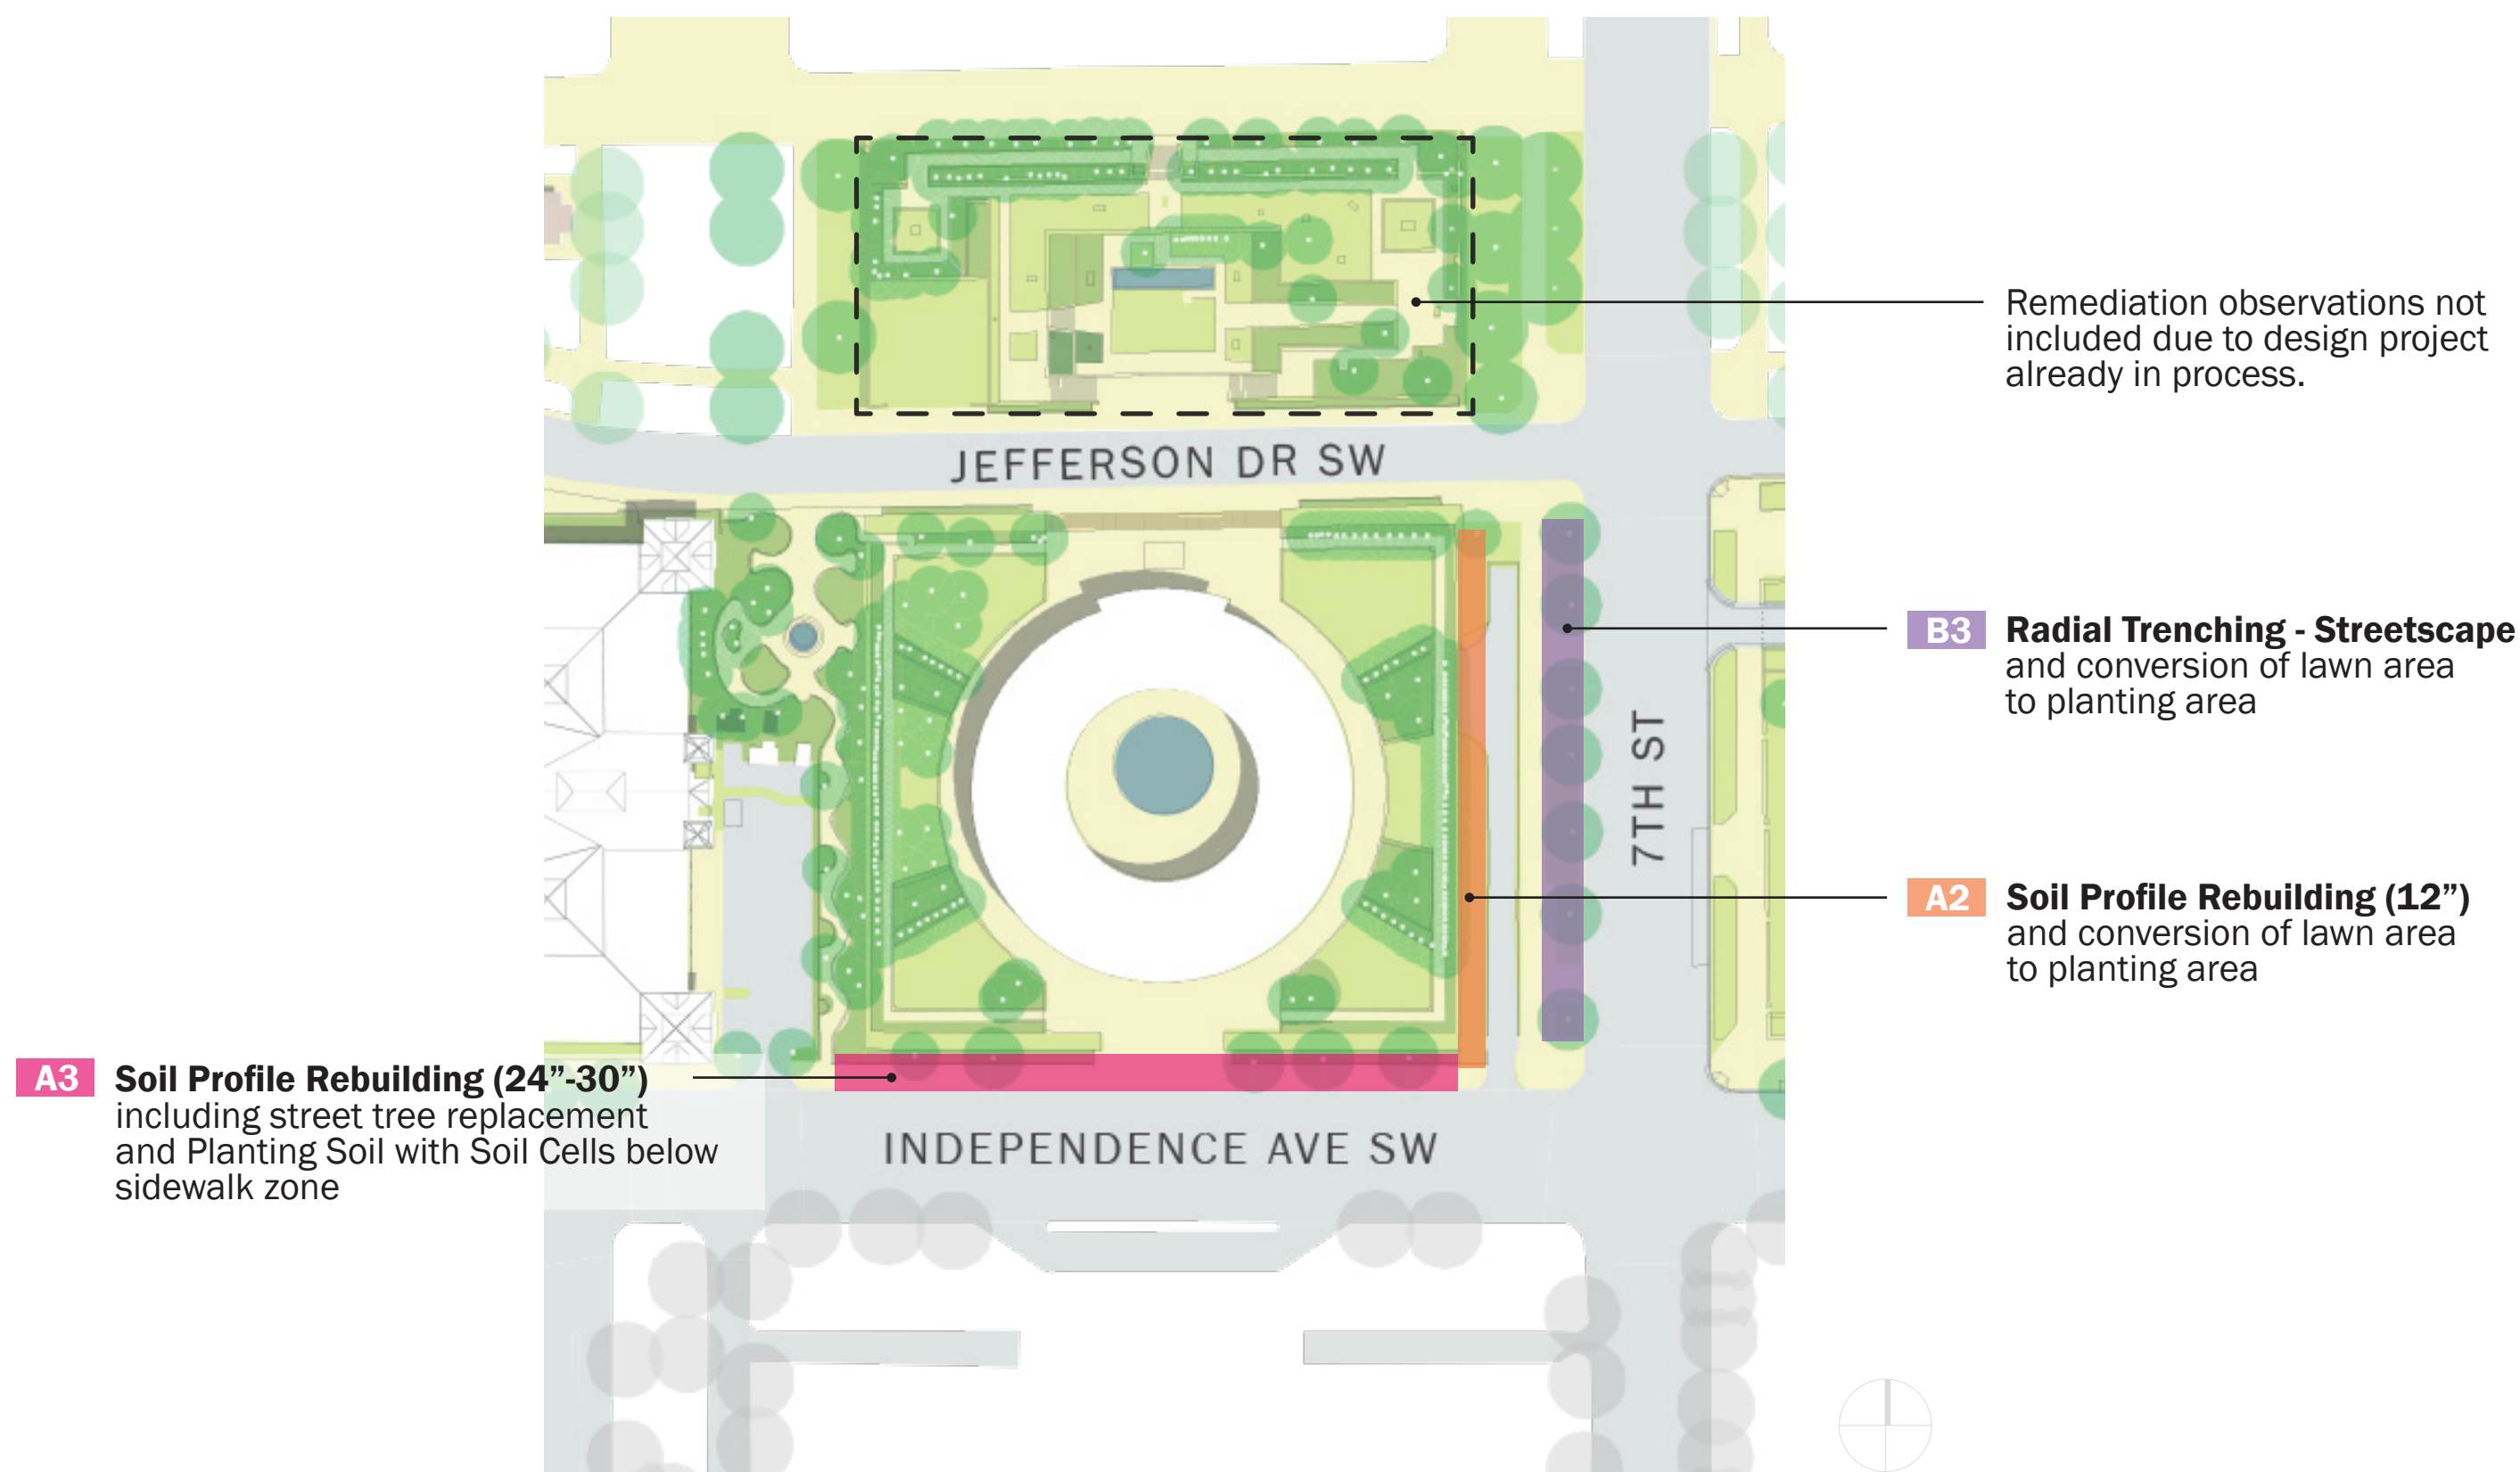 JEFFERSON DR SW
Remediation observations not
included due to design project
already in process.
B3 Radial Trenching - Streetscape
and conversion of lawn area
to planting area
7TH ST
A2 Soil Profile Rebuilding (12”)
and conversion of lawn area
to planting area
A3 Soil Profile Rebuilding (24”-30”)
including street tree replacement
and Planting Soil with Soil Cells below
sidewalk zone
INDEPENDENCE AVE SW